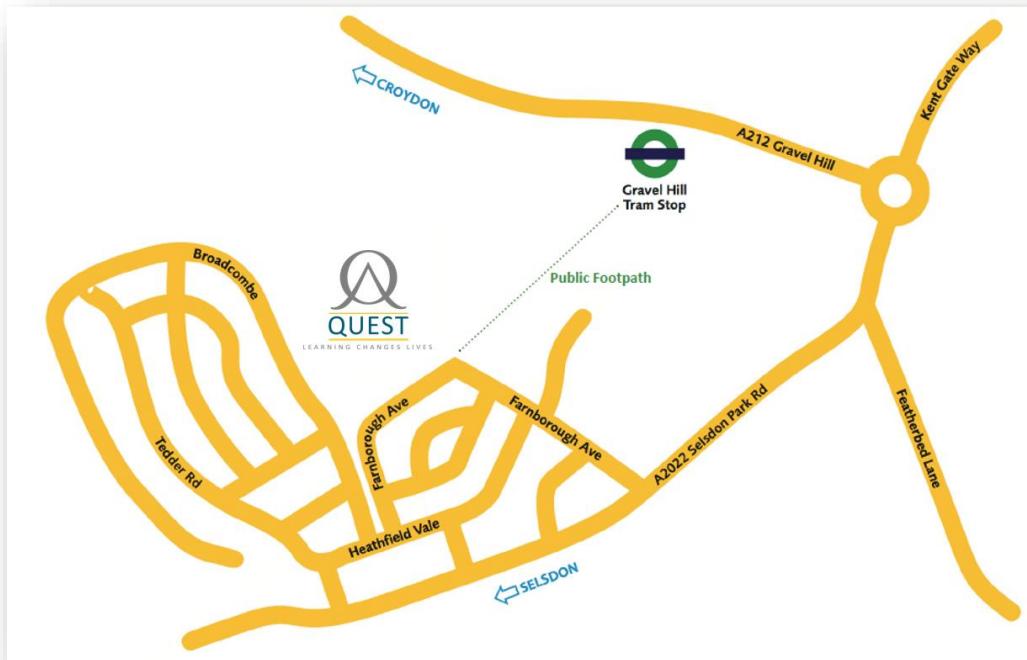 CROYDON
A212 Gravel Hill
Kent Gate Way
Gravel Hill
Tram Stop
Public Footpath
Broadcombe
QUEST
LEARNING CHANGES LIVES
Farnborough Ave
Farnborough Ave
A2022 Selsdon Park Rd
Featherbed Lane
Tedder Rd
Heathfield Vale
SELSDON